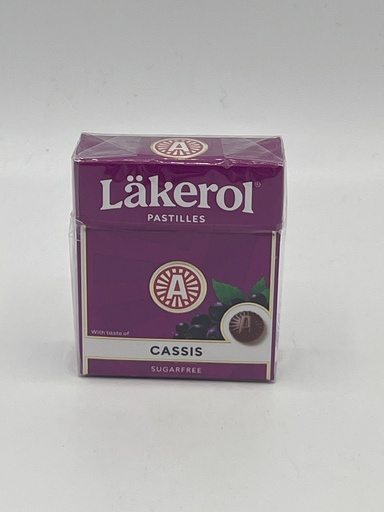 A
Läkerol®
PASTILLES
A
With taste of
A
CASSIS
SUGARFREE